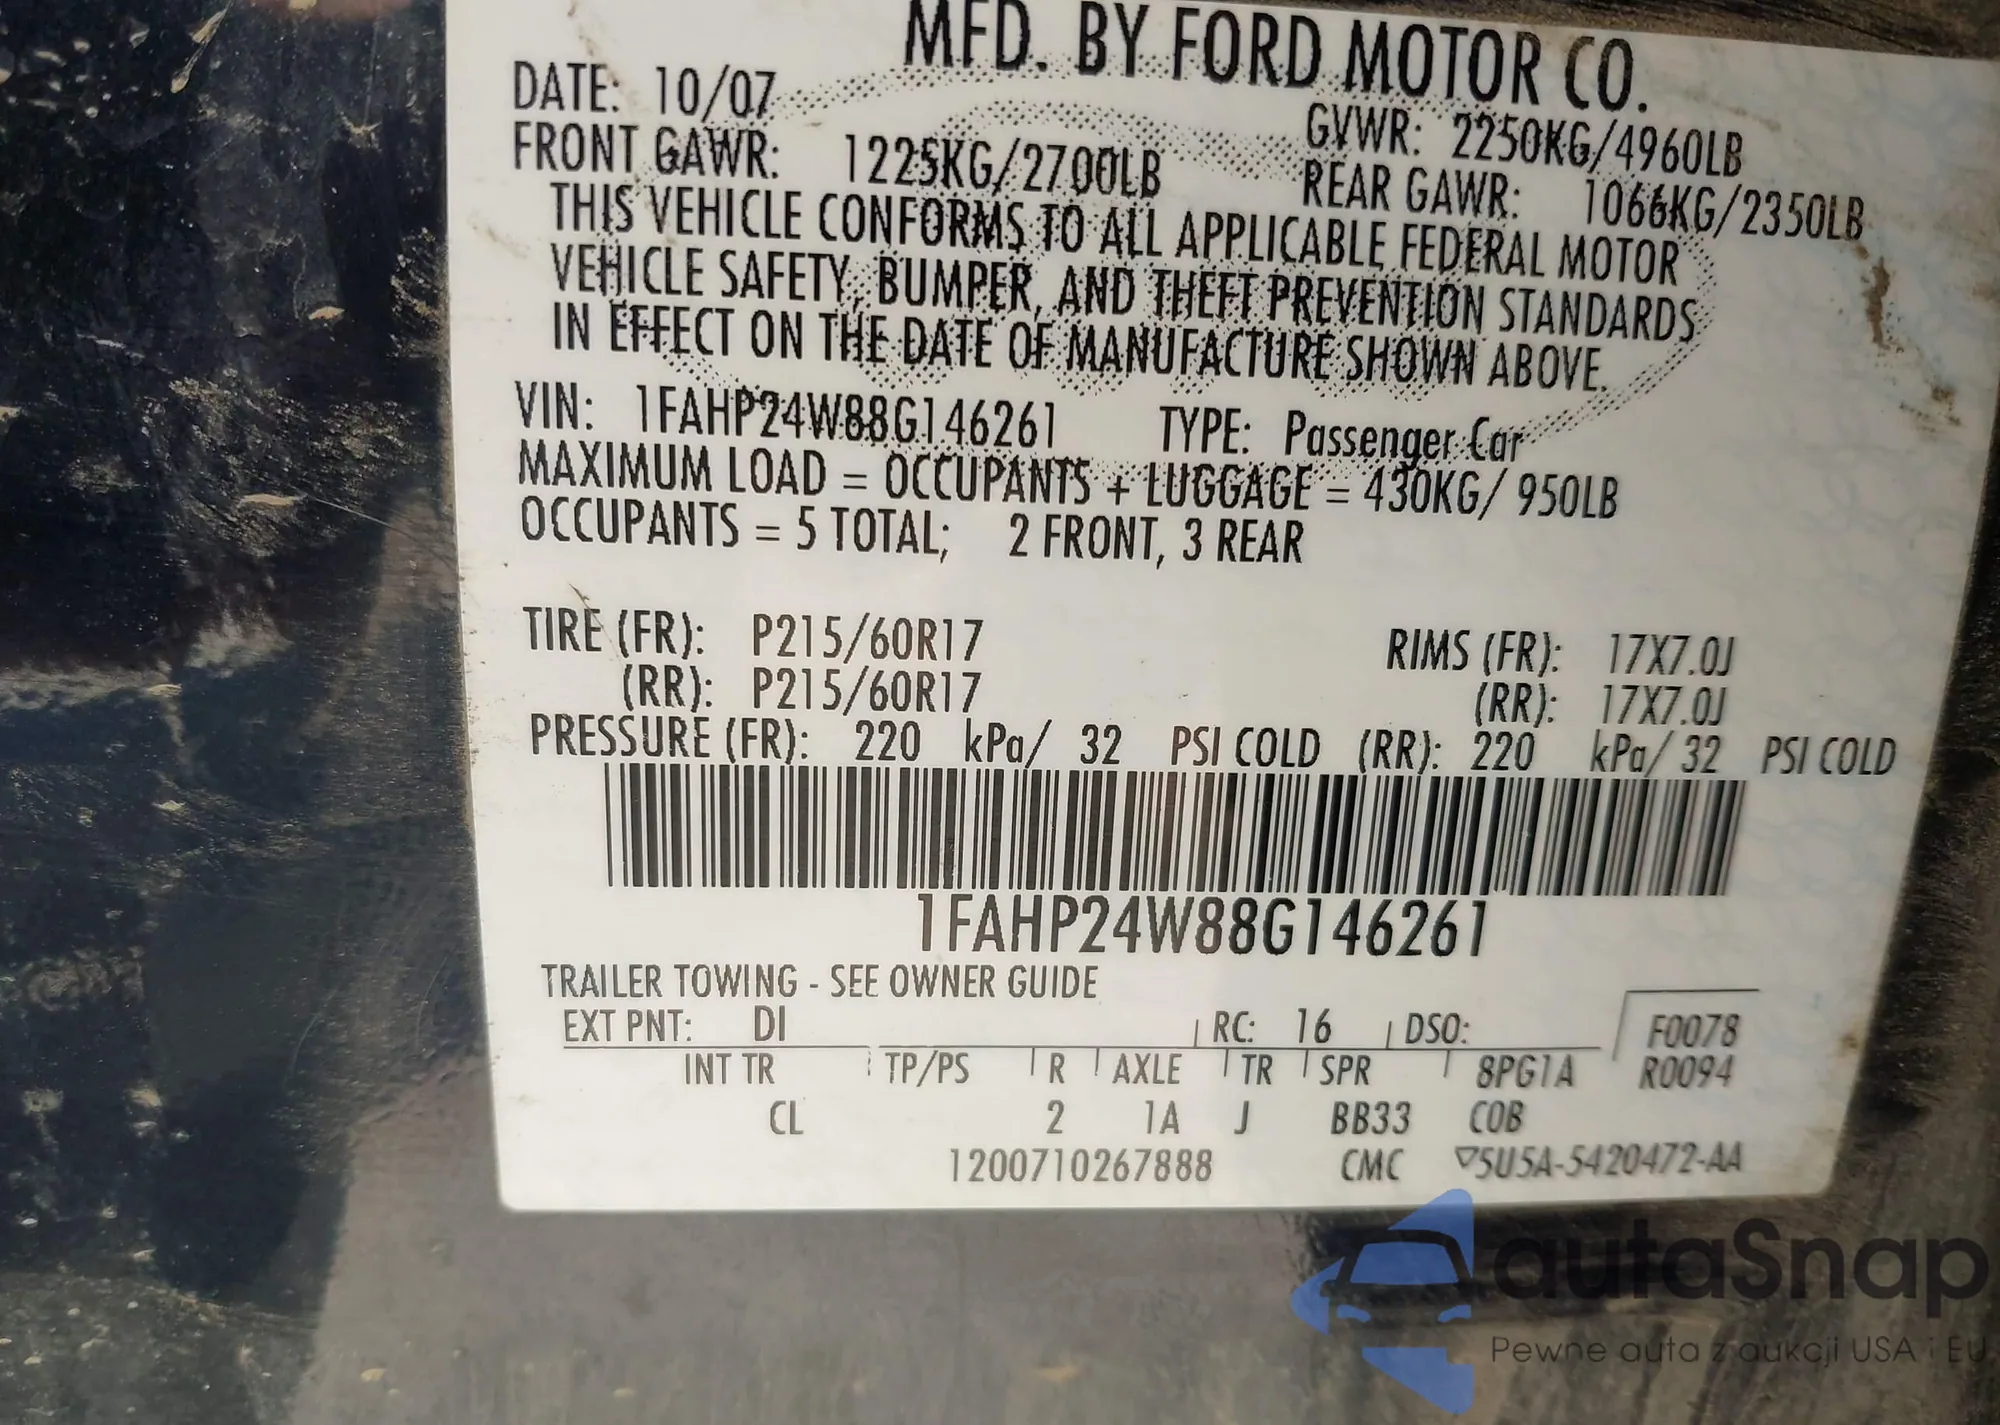 MFD. BY FORD MOTOR CO.
DATE: 10/07 GVWR: 2250KG/4960LB
FRONT GAWR: 1225KG/2700LB REAR GAWR: 1066KG/2350LB
THIS VEHICLE CONFORMS TO ALL APPLICABLE FEDERAL MOTOR
VEHICLE SAFETY, BUMPER, AND THEFT PREVENTION STANDARDS
IN EFFECT ON THE DATE OF MANUFACTURE SHOWN ABOVE.
VIN: 1FAHP24W88G146261 TYPE: Passenger Car
MAXIMUM LOAD = OCCUPANTS + LUGGAGE = 430KG/ 950LB
OCCUPANTS = 5 TOTAL; 2 FRONT, 3 REAR
TIRE (FR): P215/60R17 RIMS (FR): 17X7.0J
(RR): P215/60R17 (RR): 17X7.0J
PRESSURE (FR): 220 kPa/ 32 PSI COLD (RR): 220 kPa/ 32 PSI COLD
1FAHP24W88G146261
TRAILER TOWING - SEE OWNER GUIDE
EXT PNT: DI RC: 16 DSO: F0078
INT TR TP/PS R AXLE TR SPR 8PG1A R0094
CL 2 1A J BB33 COB
1200710267888 CMC ▽5U5A-5420472-AA
autaSnap
Pewne auta z aukcji USA i EU